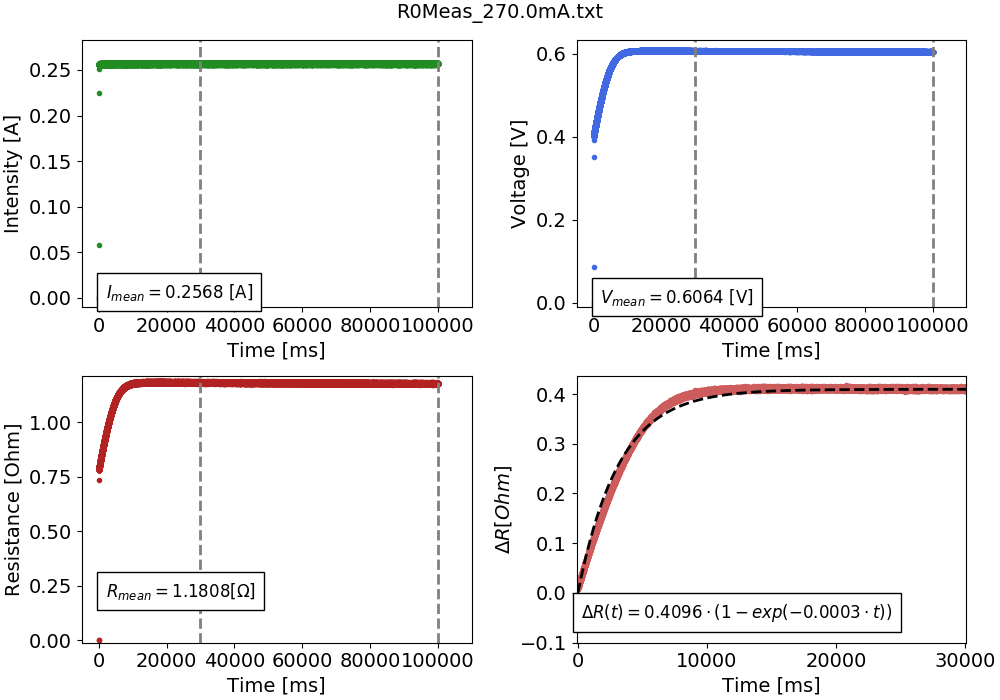 R0Meas_270.0mA.txt
Intensity [A]
0.25
0.20
0.15
0.10
0.05
0.00
I_mean = 0.2568 [A]
0 20000 40000 60000 80000 100000
Time [ms]
Voltage [V]
0.6
0.4
0.2
0.0
V_mean = 0.6064 [V]
0 20000 40000 60000 80000 100000
Time [ms]
Resistance [Ohm]
1.00
0.75
0.50
0.25
0.00
R_mean = 1.1808[Ω]
0 20000 40000 60000 80000 100000
Time [ms]
ΔR[Ohm]
0.4
0.3
0.2
0.1
0.0
−0.1
ΔR(t) = 0.4096 · (1 − exp(−0.0003 · t))
0 10000 20000 30000
Time [ms]